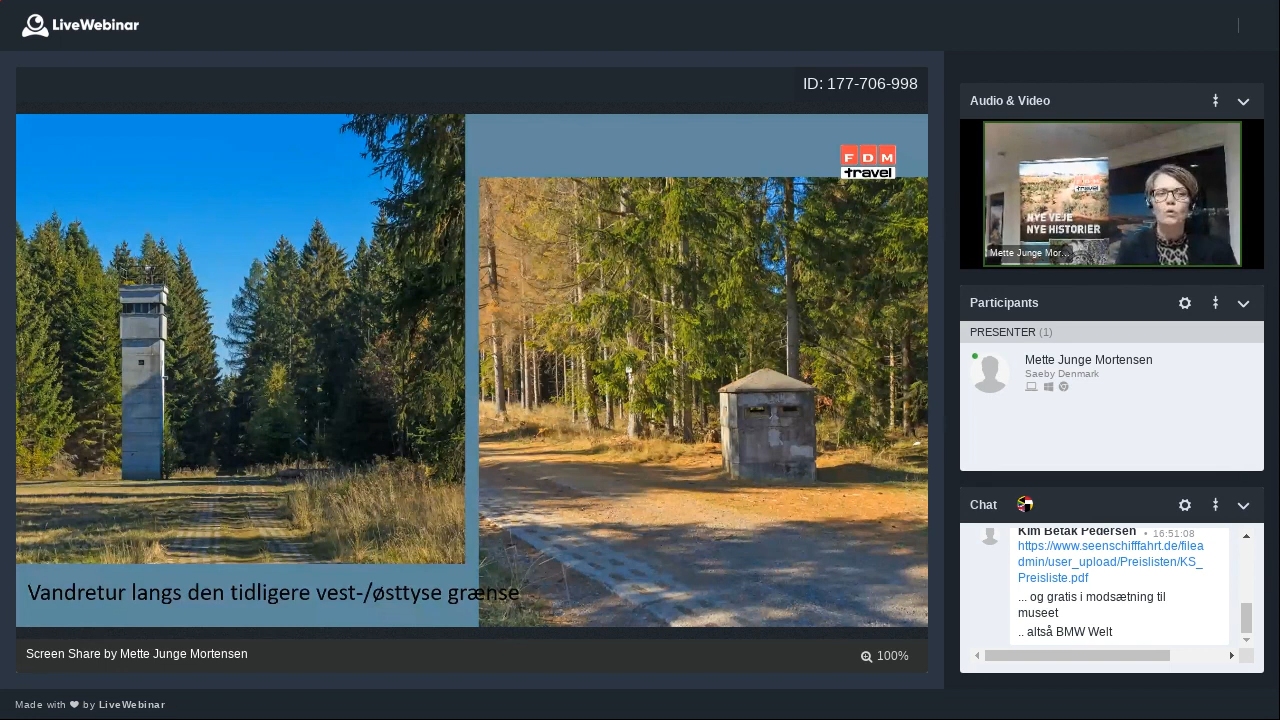 LiveWebinar
ID: 177-706-998
FDM
travel
Vandretur langs den tidligere vest-/østtyse grænse
Screen Share by Mette Junge Mortensen
100%
Audio & Video
travel
NYE VEJE
NYE HISTORIER
Mette Junge Mor...
Participants
PRESENTER (1)
Mette Junge Mortensen
Saeby Denmark
Chat
Kim Betak Pedersen • 16:51:08
https://www.seenschifffahrt.de/filea
dmin/user_upload/Preislisten/KS_
Preisliste.pdf
... og gratis i modsætning til
museet
.. altså BMW Welt
Made with ❤ by LiveWebinar